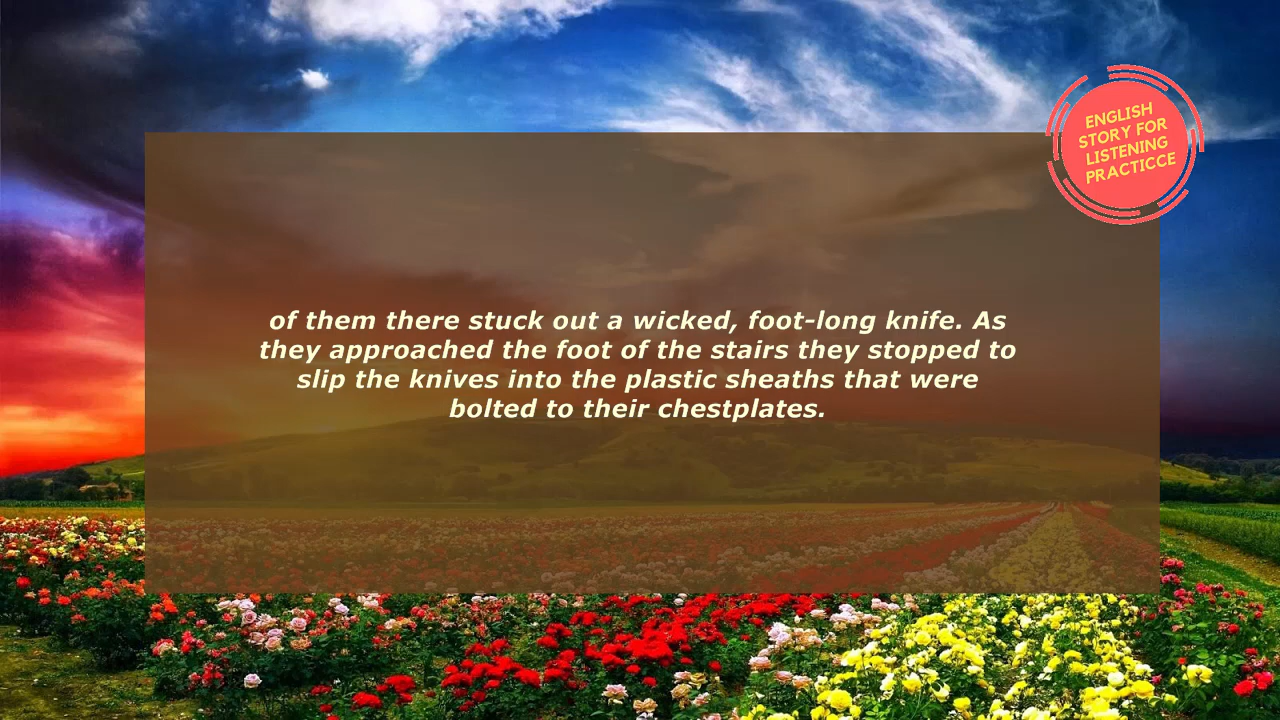 ENGLISH
STORY FOR
LISTENING
PRACTICCE
of them there stuck out a wicked, foot-long knife. As
they approached the foot of the stairs they stopped to
slip the knives into the plastic sheaths that were
bolted to their chestplates.